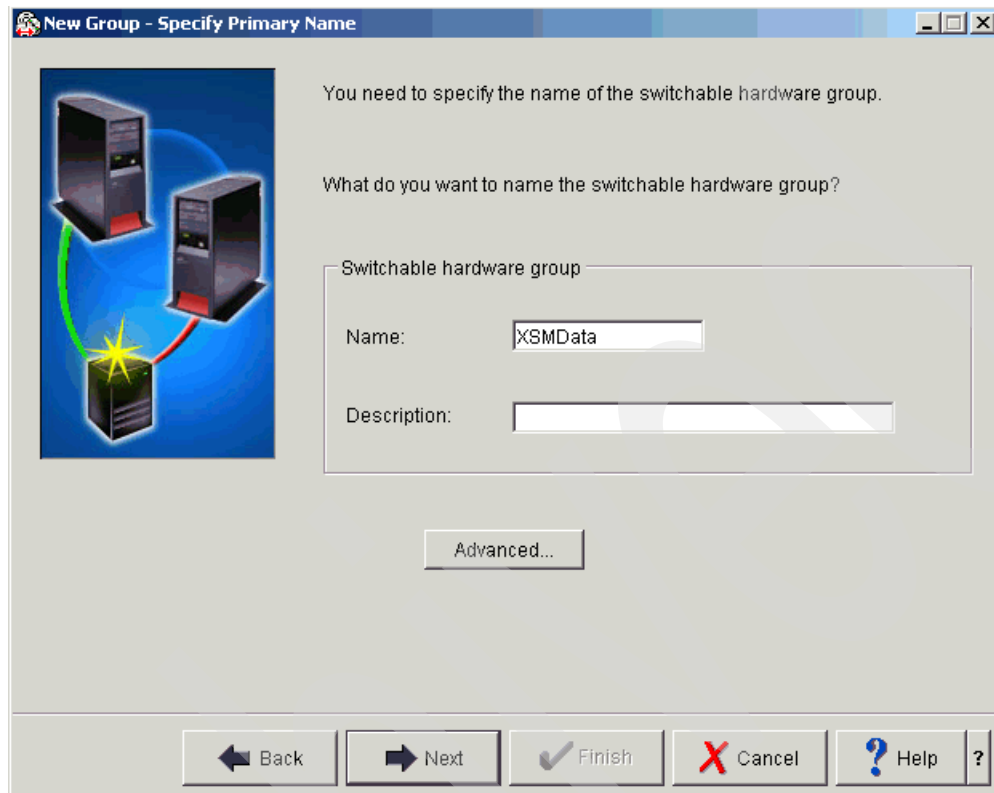 New Group - Specify Primary Name
You need to specify the name of the switchable hardware group.
What do you want to name the switchable hardware group?
Switchable hardware group
Name:
XSMData
Description:
Advanced...
Back
Next
Finish
Cancel
? Help
?